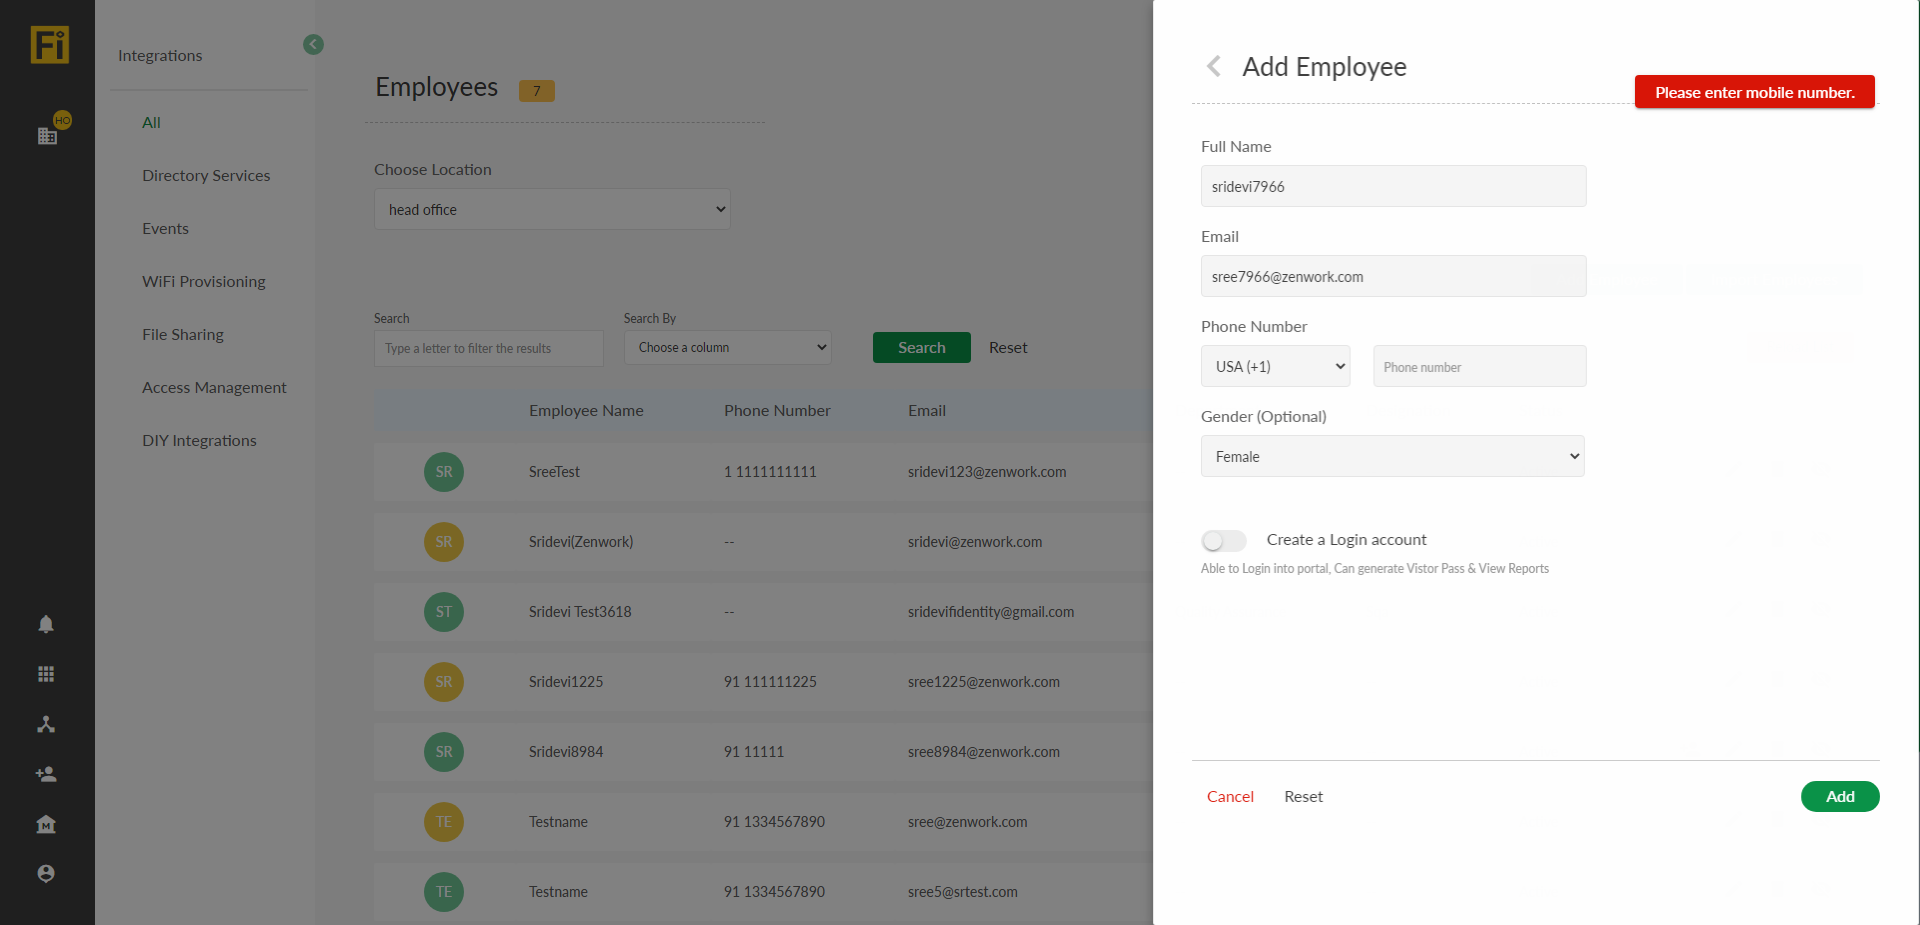 Fi
HO
Integrations
All
Directory Services
Events
WiFi Provisioning
File Sharing
Access Management
DIY Integrations
M
Employees 7
Choose Location
head office
Search Search By
Type a letter to filter the results Choose a column Search Reset
Employee Name Phone Number Email
SR SreeTest 1 1111111111 sridevi123@zenwork.com
SR Sridevi(Zenwork) -- sridevi@zenwork.com
ST Sridevi Test3618 -- sridevifidentity@gmail.com
SR Sridevi1225 91 111111225 sree1225@zenwork.com
SR Sridevi8984 91 11111 sree8984@zenwork.com
TE Testname 91 1334567890 sree@zenwork.com
TE Testname 91 1334567890 sree5@srtest.com
Add Employee
Please enter mobile number.
Full Name
sridevi7966
Email
sree7966@zenwork.com
Phone Number
USA (+1) Phone number
Gender (Optional)
Female
Create a Login account
Able to Login into portal, Can generate Vistor Pass & View Reports
Cancel Reset Add